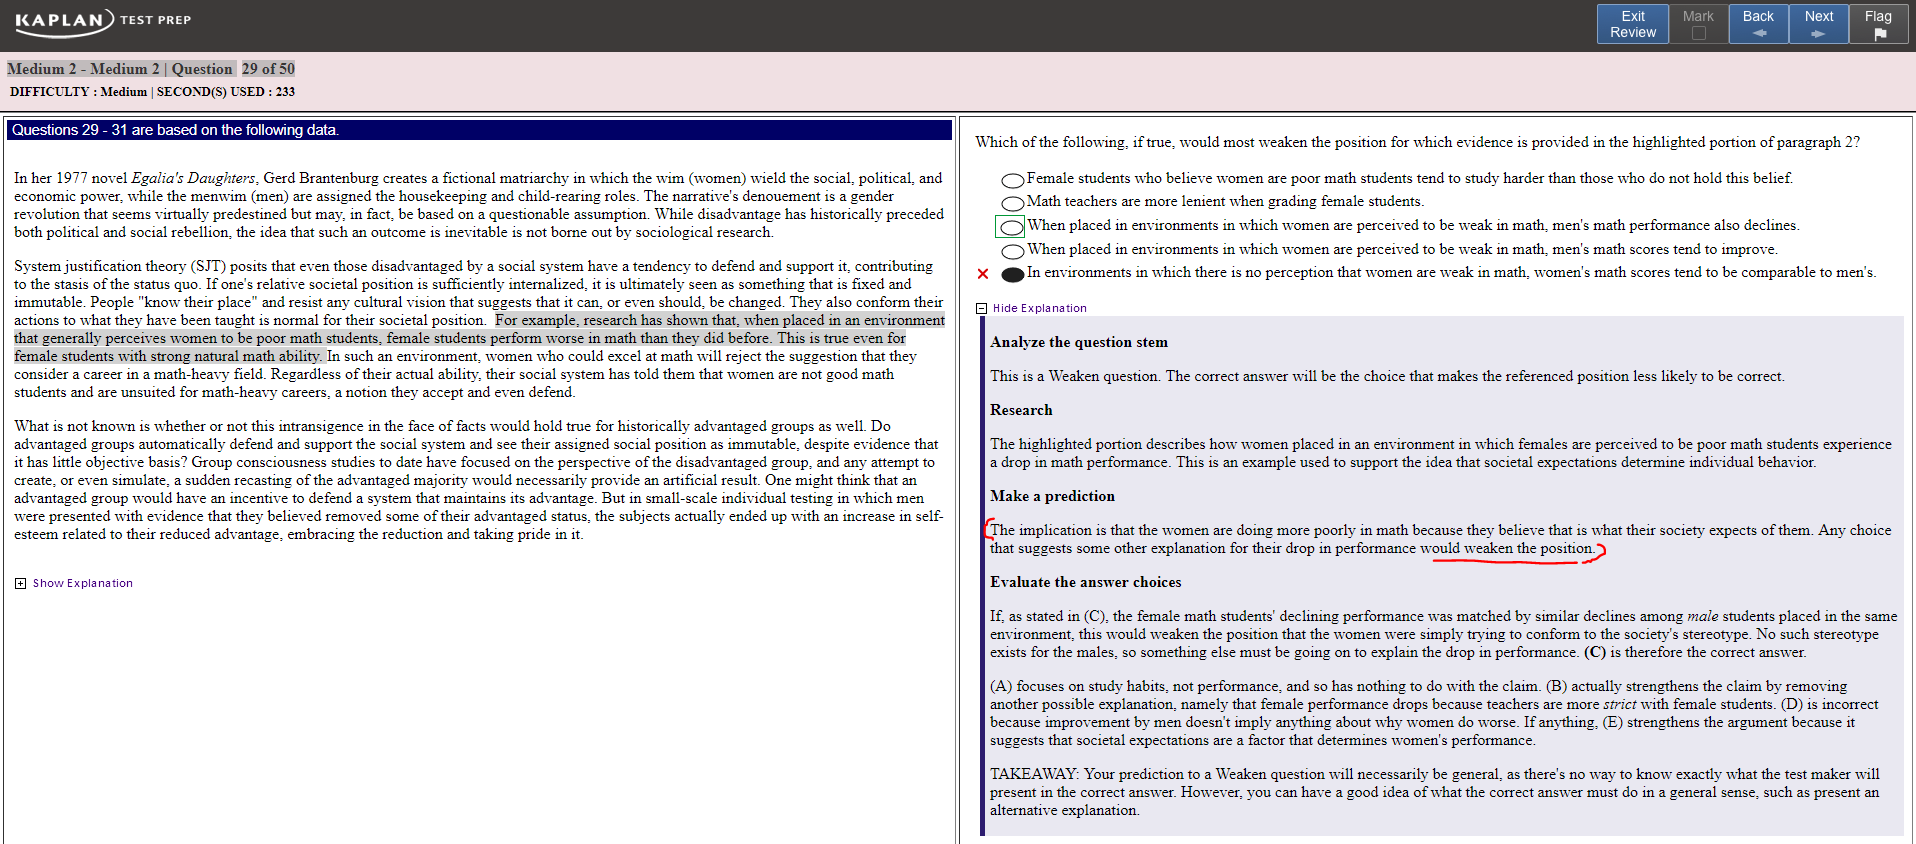 KAPLAN TEST PREP
Exit Review
Mark
Back
Next
Flag
Medium 2 - Medium 2 | Question 29 of 50
DIFFICULTY : Medium | SECOND(S) USED : 233
Questions 29 - 31 are based on the following data.
In her 1977 novel Egalia's Daughters, Gerd Brantenburg creates a fictional matriarchy in which the wim (women) wield the social, political, and
economic power, while the menwim (men) are assigned the housekeeping and child-rearing roles. The narrative's denouement is a gender
revolution that seems virtually predestined but may, in fact, be based on a questionable assumption. While disadvantage has historically preceded
both political and social rebellion, the idea that such an outcome is inevitable is not borne out by sociological research.
System justification theory (SJT) posits that even those disadvantaged by a social system have a tendency to defend and support it, contributing
to the stasis of the status quo. If one's relative societal position is sufficiently internalized, it is ultimately seen as something that is fixed and
immutable. People "know their place" and resist any cultural vision that suggests that it can, or even should, be changed. They also conform their
actions to what they have been taught is normal for their societal position. For example, research has shown that, when placed in an environment
that generally perceives women to be poor math students, female students perform worse in math than they did before. This is true even for
female students with strong natural math ability. In such an environment, women who could excel at math will reject the suggestion that they
consider a career in a math-heavy field. Regardless of their actual ability, their social system has told them that women are not good math
students and are unsuited for math-heavy careers, a notion they accept and even defend.
What is not known is whether or not this intransigence in the face of facts would hold true for historically advantaged groups as well. Do
advantaged groups automatically defend and support the social system and see their assigned social position as immutable, despite evidence that
it has little objective basis? Group consciousness studies to date have focused on the perspective of the disadvantaged group, and any attempt to
create, or even simulate, a sudden recasting of the advantaged majority would necessarily provide an artificial result. One might think that an
advantaged group would have an incentive to defend a system that maintains its advantage. But in small-scale individual testing in which men
were presented with evidence that they believed removed some of their advantaged status, the subjects actually ended up with an increase in self-
esteem related to their reduced advantage, embracing the reduction and taking pride in it.
Show Explanation
Which of the following, if true, would most weaken the position for which evidence is provided in the highlighted portion of paragraph 2?
Female students who believe women are poor math students tend to study harder than those who do not hold this belief.
Math teachers are more lenient when grading female students.
When placed in environments in which women are perceived to be weak in math, men's math performance also declines.
When placed in environments in which women are perceived to be weak in math, men's math scores tend to improve.
In environments in which there is no perception that women are weak in math, women's math scores tend to be comparable to men's.
Hide Explanation
Analyze the question stem
This is a Weaken question. The correct answer will be the choice that makes the referenced position less likely to be correct.
Research
The highlighted portion describes how women placed in an environment in which females are perceived to be poor math students experience
a drop in math performance. This is an example used to support the idea that societal expectations determine individual behavior.
Make a prediction
The implication is that the women are doing more poorly in math because they believe that is what their society expects of them. Any choice
that suggests some other explanation for their drop in performance would weaken the position.
Evaluate the answer choices
If, as stated in (C), the female math students' declining performance was matched by similar declines among male students placed in the same
environment, this would weaken the position that the women were simply trying to conform to the society's stereotype. No such stereotype
exists for the males, so something else must be going on to explain the drop in performance. (C) is therefore the correct answer.
(A) focuses on study habits, not performance, and so has nothing to do with the claim. (B) actually strengthens the claim by removing
another possible explanation, namely that female performance drops because teachers are more strict with female students. (D) is incorrect
because improvement by men doesn't imply anything about why women do worse. If anything, (E) strengthens the argument because it
suggests that societal expectations are a factor that determines women's performance.
TAKEAWAY: Your prediction to a Weaken question will necessarily be general, as there's no way to know exactly what the test maker will
present in the correct answer. However, you can have a good idea of what the correct answer must do in a general sense, such as present an
alternative explanation.